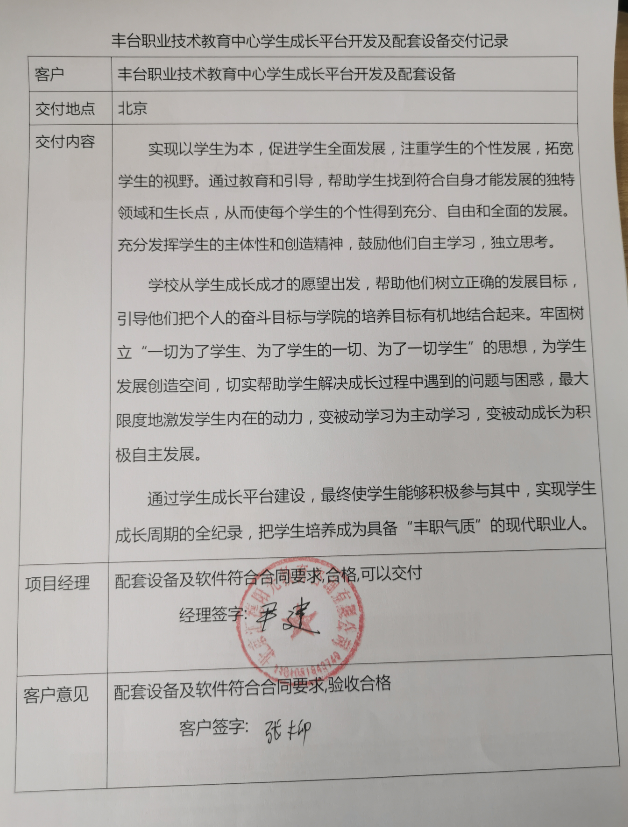 丰台职业技术教育中心学生成长平台开发及配套设备交付记录
客户 丰台职业技术教育中心学生成长平台开发及配套设备
交付地点 北京
交付内容
实现以学生为本，促进学生全面发展，注重学生的个性发展，拓宽
学生的视野。通过教育和引导，帮助学生找到符合自身才能发展的独特
领域和生长点，从而使每个学生的个性得到充分、自由和全面的发展。
充分发挥学生的主体性和创造精神，鼓励他们自主学习，独立思考。
学校从学生成长成才的愿望出发，帮助他们树立正确的发展目标，
引导他们把个人的奋斗目标与学院的培养目标有机地结合起来。牢固树
立“一切为了学生、为了学生的一切、为了一切学生”的思想，为学生
发展创造空间，切实帮助学生解决成长过程中遇到的问题与困惑，最大
限度地激发学生内在的动力，变被动学习为主动学习，变被动成长为积
极自主发展。
通过学生成长平台建设，最终使学生能够积极参与其中，实现学生
成长周期的全纪录，把学生培养成为具备“丰职气质”的现代职业人。
项目经理 配套设备及软件符合合同要求,合格,可以交付
经理签字: 尹建
客户意见 配套设备及软件符合合同要求,验收合格
客户签字: 张柳